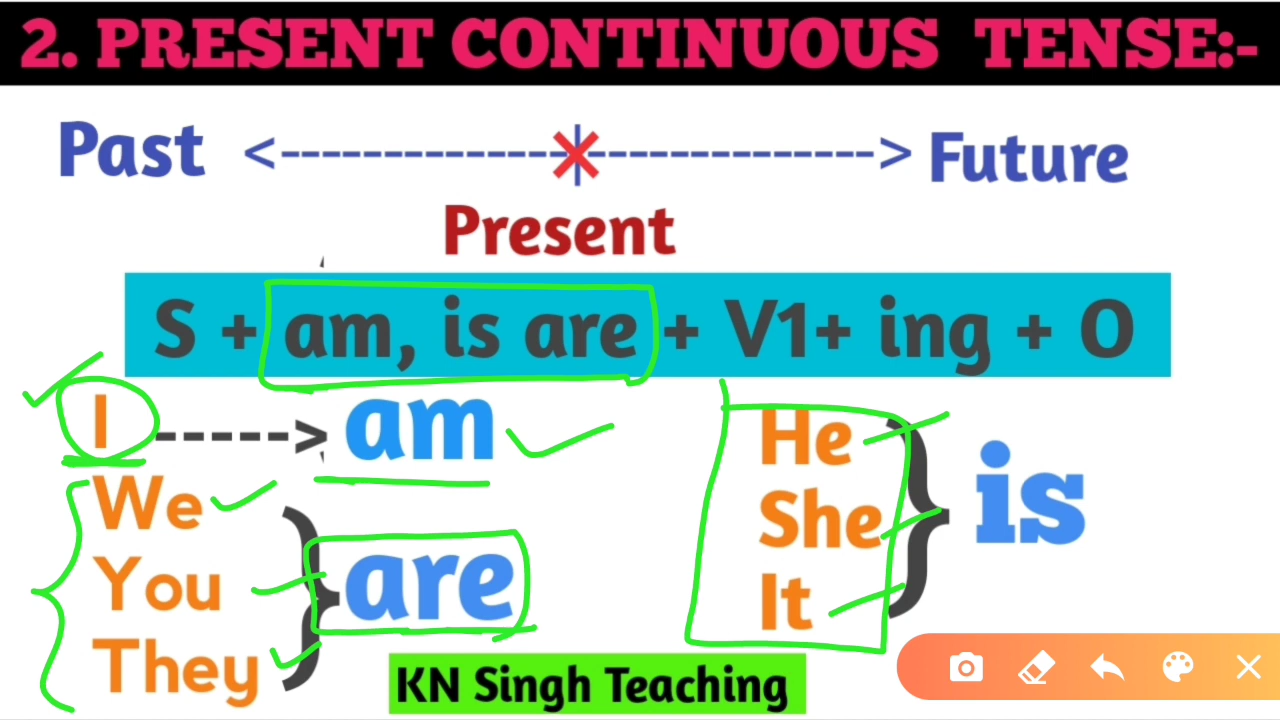 2. PRESENT CONTINUOUS TENSE:-
Past <-----------------------------> Future
Present
S + am, is are + V1+ ing + O
I ------> am
We
You
They
are
He
She
It
is
KN Singh Teaching